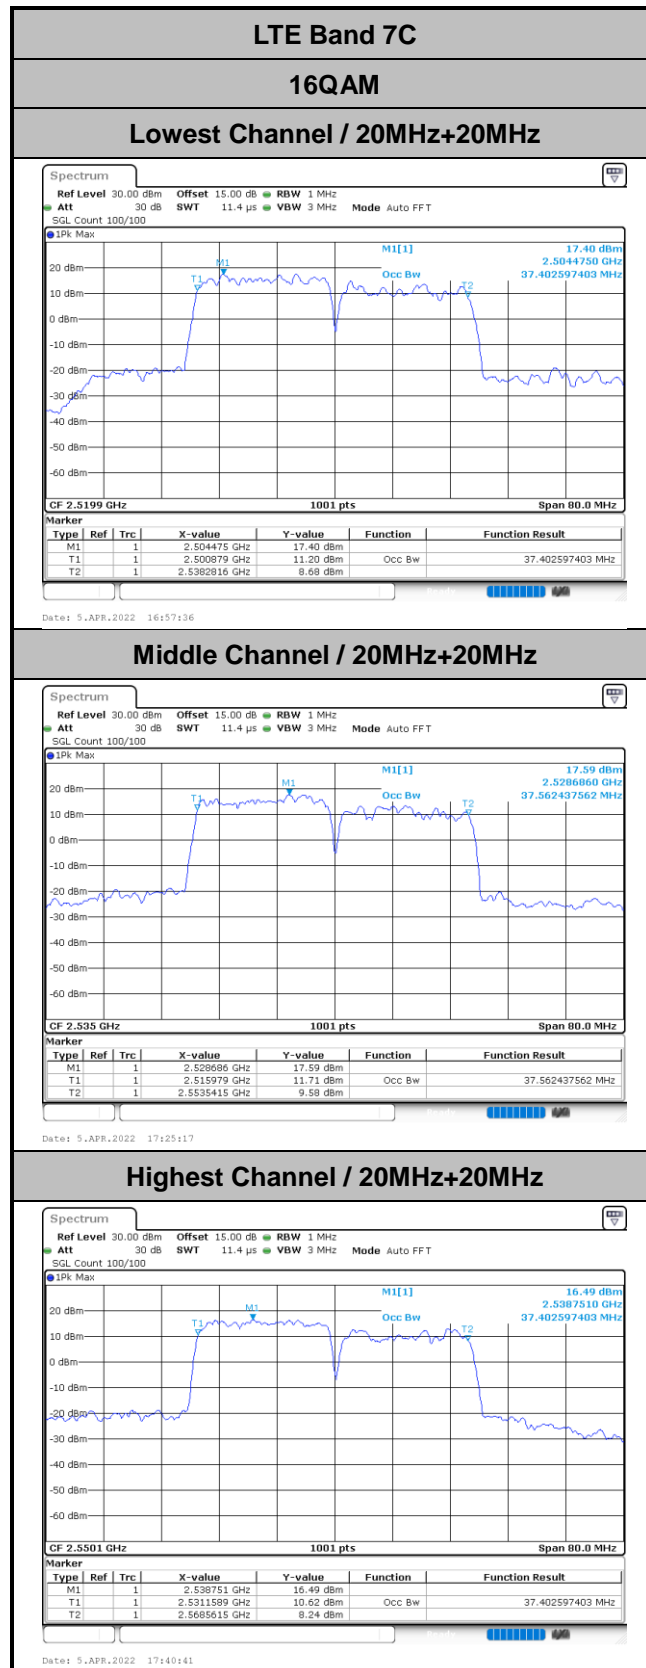 LTE Band 7C
16QAM
Lowest Channel / 20MHz+20MHz
Spectrum
Ref Level 30.00 dBm Offset 15.00 dB RBW 1 MHz
Att 30 dB SWT 11.4 µs VBW 3 MHz Mode Auto FFT
SGL Count 100/100
1Pk Max
M1[1] 17.40 dBm
2.5044750 GHz
Occ Bw 37.402597403 MHz
M1
T1
T2
20 dBm
10 dBm
0 dBm
-10 dBm
-20 dBm
-30 dBm
-40 dBm
-50 dBm
-60 dBm
CF 2.5199 GHz 1001 pts Span 80.0 MHz
Marker
Type Ref Trc X-value Y-value Function Function Result
M1 1 2.504475 GHz 17.40 dBm
T1 1 2.500879 GHz 11.20 dBm Occ Bw 37.402597403 MHz
T2 1 2.5382816 GHz 8.68 dBm
Date: 5.APR.2022 16:57:36
Middle Channel / 20MHz+20MHz
Spectrum
Ref Level 30.00 dBm Offset 15.00 dB RBW 1 MHz
Att 30 dB SWT 11.4 µs VBW 3 MHz Mode Auto FFT
SGL Count 100/100
1Pk Max
M1[1] 17.59 dBm
2.5286860 GHz
Occ Bw 37.562437562 MHz
M1
T1
T2
20 dBm
10 dBm
0 dBm
-10 dBm
-20 dBm
-30 dBm
-40 dBm
-50 dBm
-60 dBm
CF 2.535 GHz 1001 pts Span 80.0 MHz
Marker
Type Ref Trc X-value Y-value Function Function Result
M1 1 2.528686 GHz 17.59 dBm
T1 1 2.515979 GHz 11.71 dBm Occ Bw 37.562437562 MHz
T2 1 2.5535415 GHz 9.58 dBm
Date: 5.APR.2022 17:25:17
Highest Channel / 20MHz+20MHz
Spectrum
Ref Level 30.00 dBm Offset 15.00 dB RBW 1 MHz
Att 30 dB SWT 11.4 µs VBW 3 MHz Mode Auto FFT
SGL Count 100/100
1Pk Max
M1[1] 16.49 dBm
2.5387510 GHz
Occ Bw 37.402597403 MHz
M1
T1
T2
20 dBm
10 dBm
0 dBm
-10 dBm
-20 dBm
-30 dBm
-40 dBm
-50 dBm
-60 dBm
CF 2.5501 GHz 1001 pts Span 80.0 MHz
Marker
Type Ref Trc X-value Y-value Function Function Result
M1 1 2.538751 GHz 16.49 dBm
T1 1 2.5311589 GHz 10.62 dBm Occ Bw 37.402597403 MHz
T2 1 2.5685615 GHz 8.24 dBm
Date: 5.APR.2022 17:40:41